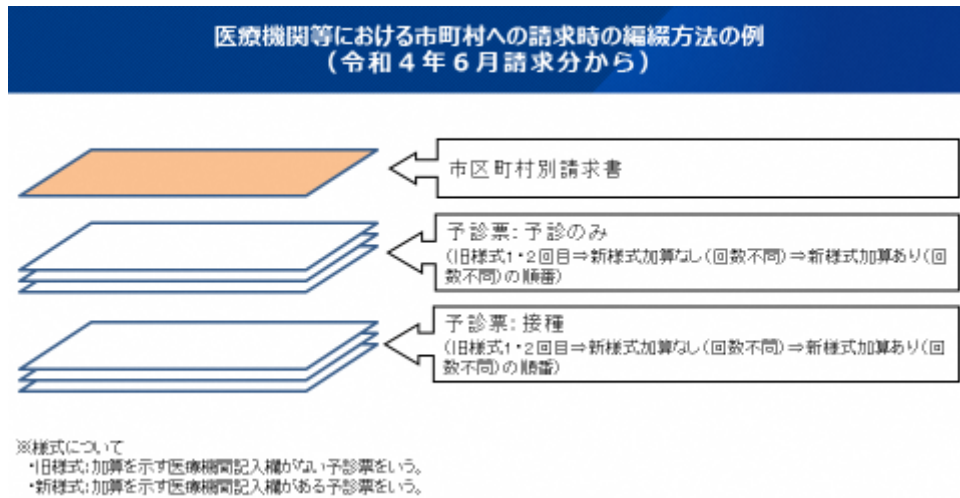 医療機関等における市町村への請求時の編綴方法の例
(令和4年6月請求分から)
市区町村別請求書
予診票:予診のみ
(旧様式1・2回目⇒新様式加算なし(回数不問)⇒新様式加算あり(回
数不問)の順番)
予診票:接種
(旧様式1・2回目⇒新様式加算なし(回数不問)⇒新様式加算あり(回
数不問)の順番)
※様式について
・旧様式:加算を示す医療機関記入欄がない予診票をいう。
・新様式:加算を示す医療機関記入欄がある予診票をいう。